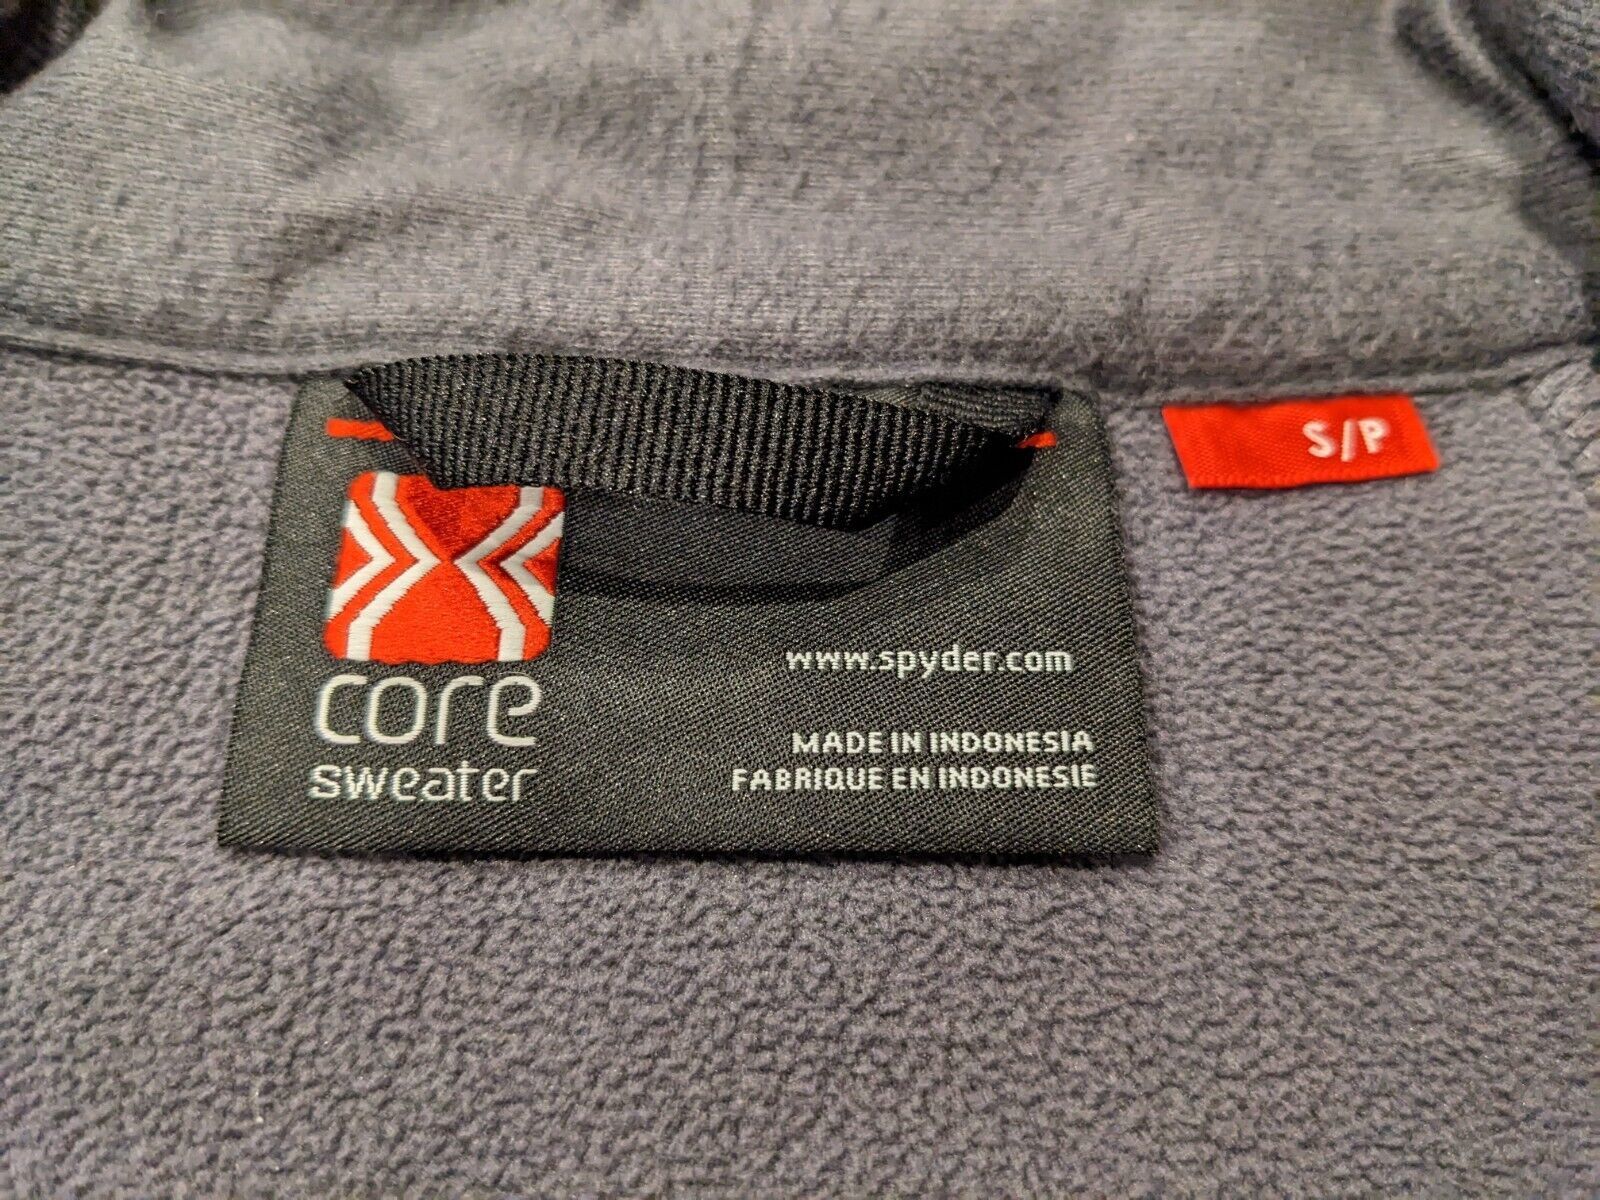 S/P
core
sweater
www.spyder.com
MADE IN INDONESIA
FABRIQUE EN INDONESIE